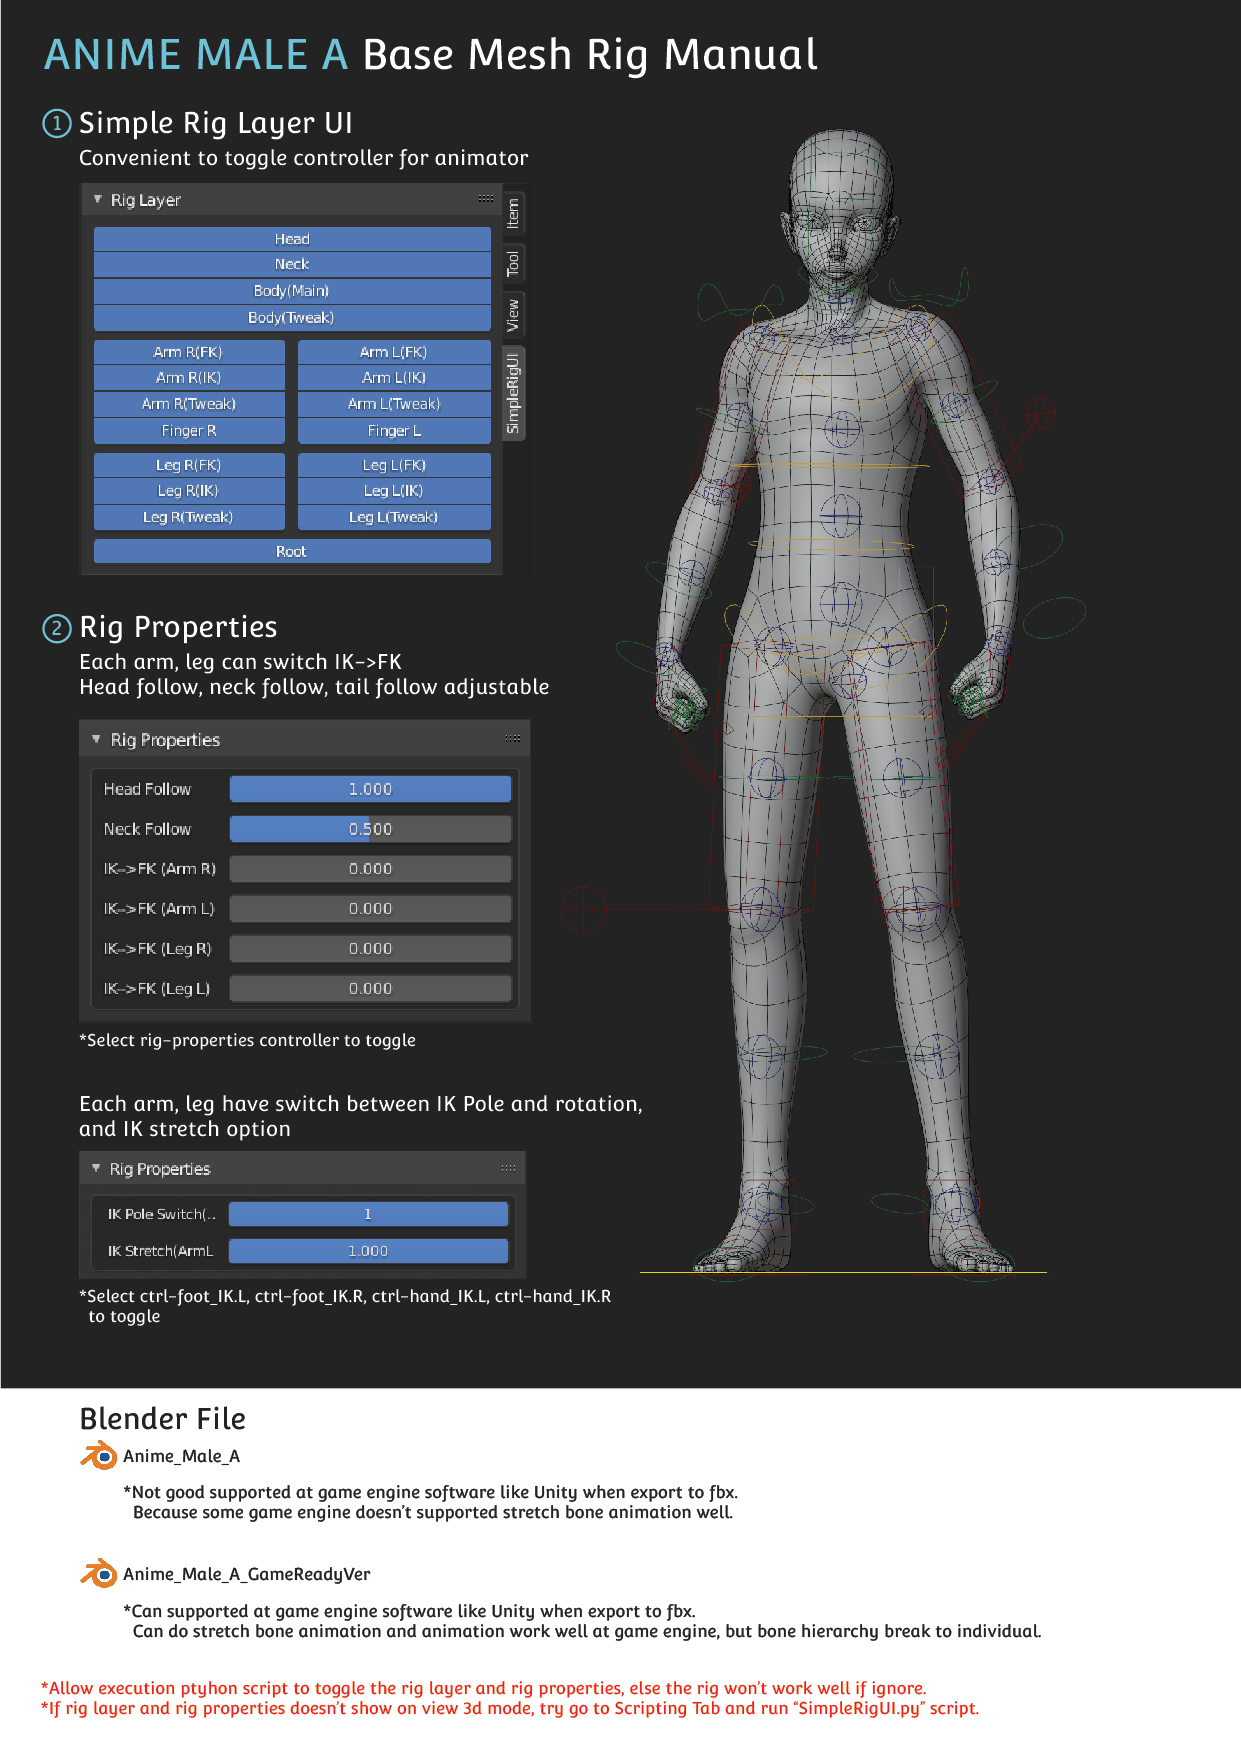 ANIME MALE A Base Mesh Rig Manual
1 Simple Rig Layer UI
Convenient to toggle controller for animator
Rig Layer
Head
Neck
Body(Main)
Body(Tweak)
Arm R(FK) Arm L(FK)
Arm R(IK) Arm L(IK)
Arm R(Tweak) Arm L(Tweak)
Finger R Finger L
Leg R(FK) Leg L(FK)
Leg R(IK) Leg L(IK)
Leg R(Tweak) Leg L(Tweak)
Root
Item
Tool
View
SimpleRigUI
2 Rig Properties
Each arm, leg can switch IK->FK
Head follow, neck follow, tail follow adjustable
Rig Properties
Head Follow 1.000
Neck Follow 0.500
IK->FK (Arm R) 0.000
IK->FK (Arm L) 0.000
IK->FK (Leg R) 0.000
IK->FK (Leg L) 0.000
*Select rig-properties controller to toggle
Each arm, leg have switch between IK Pole and rotation,
and IK stretch option
Rig Properties
IK Pole Switch(.. 1
IK Stretch(ArmL 1.000
*Select ctrl-foot_IK.L, ctrl-foot_IK.R, ctrl-hand_IK.L, ctrl-hand_IK.R
to toggle
Blender File
Anime_Male_A
*Not good supported at game engine software like Unity when export to fbx.
Because some game engine doesn't supported stretch bone animation well.
Anime_Male_A_GameReadyVer
*Can supported at game engine software like Unity when export to fbx.
Can do stretch bone animation and animation work well at game engine, but bone hierarchy break to individual.
*Allow execution ptyhon script to toggle the rig layer and rig properties, else the rig won't work well if ignore.
*If rig layer and rig properties doesn't show on view 3d mode, try go to Scripting Tab and run “SimpleRigUI.py” script.